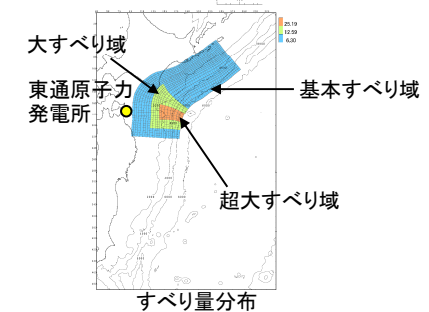 25.19
12.59
6.30
大すべり域
東通原子力
発電所
基本すべり域
超大すべり域
すべり量分布